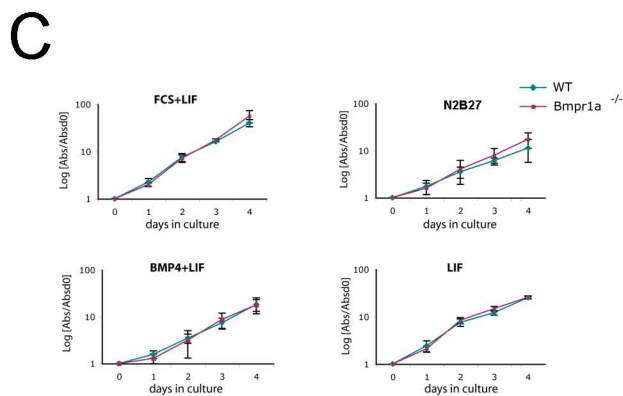 C
FCS+LIF
Log [Abs/Absd0]
100
10
1
0 1 2 3 4
days in culture
N2B27
WT
Bmpr1a -/-
Log [Abs/Absd0]
100
10
1
0 1 2 3 4
days in culture
BMP4+LIF
Log [Abs/Absd0]
100
10
1
0 1 2 3 4
days in culture
LIF
Log [Abs/Absd0]
100
10
1
0 1 2 3 4
days in culture